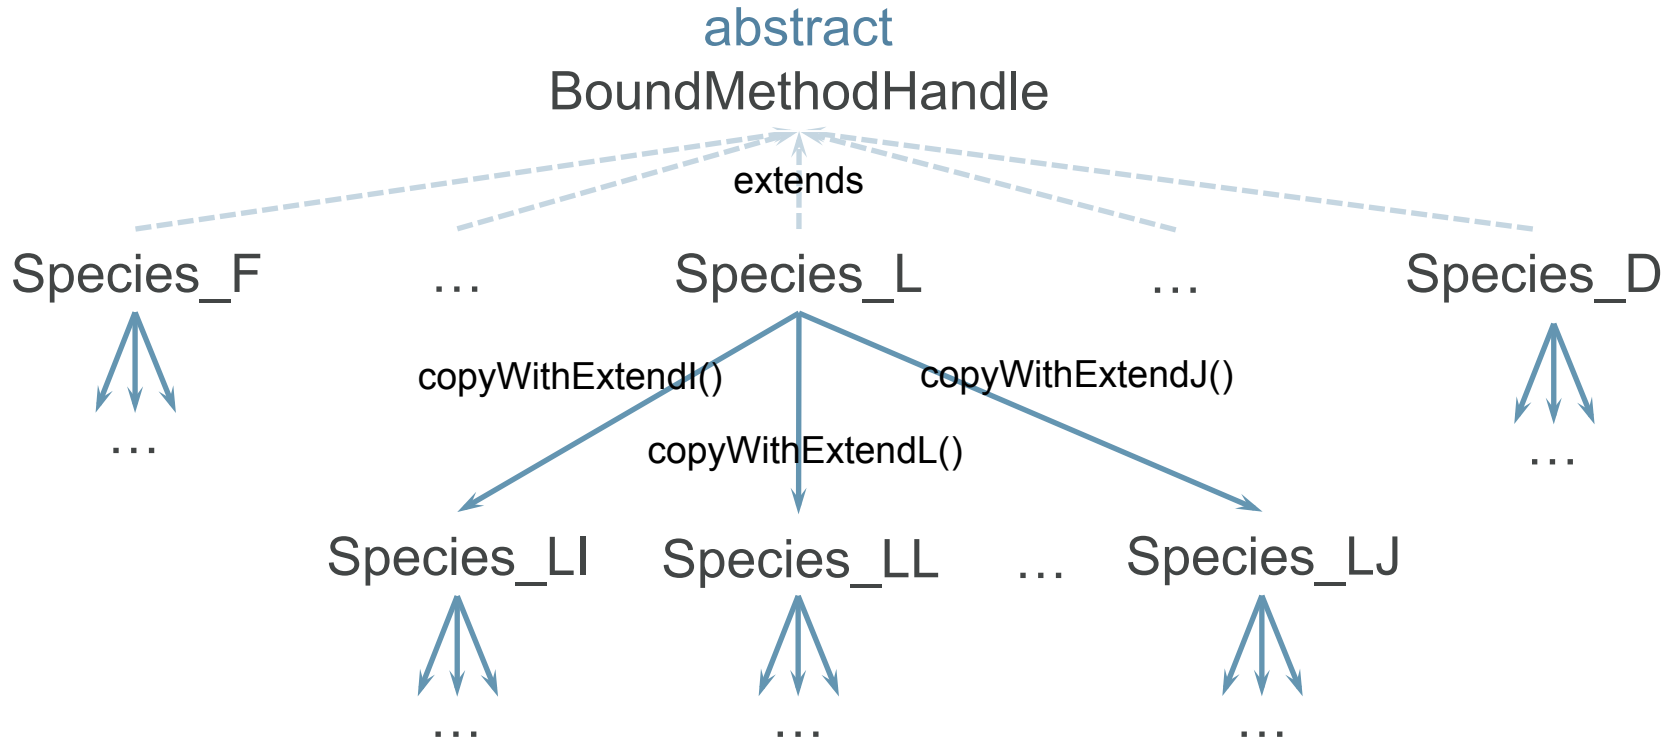 abstract
BoundMethodHandle
extends
Species_F … Species_L … Species_D
copyWithExtendI() copyWithExtendJ()
… copyWithExtendL() …
Species_LI Species_LL … Species_LJ
… … …